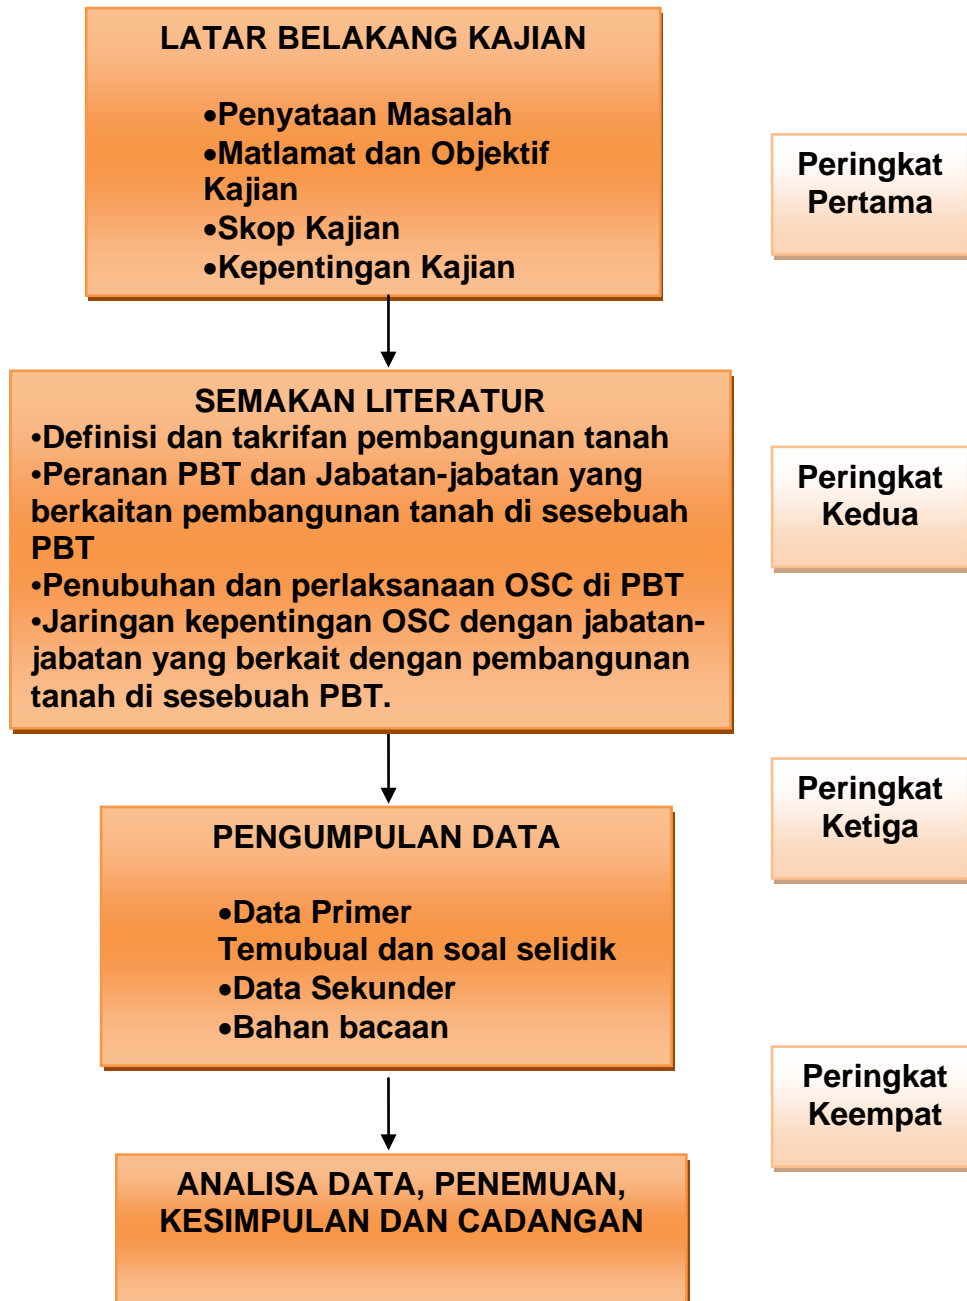 LATAR BELAKANG KAJIAN
•Penyataan Masalah
•Matlamat dan Objektif
Kajian
•Skop Kajian
•Kepentingan Kajian
Peringkat
Pertama
SEMAKAN LITERATUR
•Definisi dan takrifan pembangunan tanah
•Peranan PBT dan Jabatan-jabatan yang
berkaitan pembangunan tanah di sesebuah
PBT
•Penubuhan dan perlaksanaan OSC di PBT
•Jaringan kepentingan OSC dengan jabatan-
jabatan yang berkait dengan pembangunan
tanah di sesebuah PBT.
Peringkat
Kedua
PENGUMPULAN DATA
•Data Primer
Temubual dan soal selidik
•Data Sekunder
•Bahan bacaan
Peringkat
Ketiga
ANALISA DATA, PENEMUAN,
KESIMPULAN DAN CADANGAN
Peringkat
Keempat